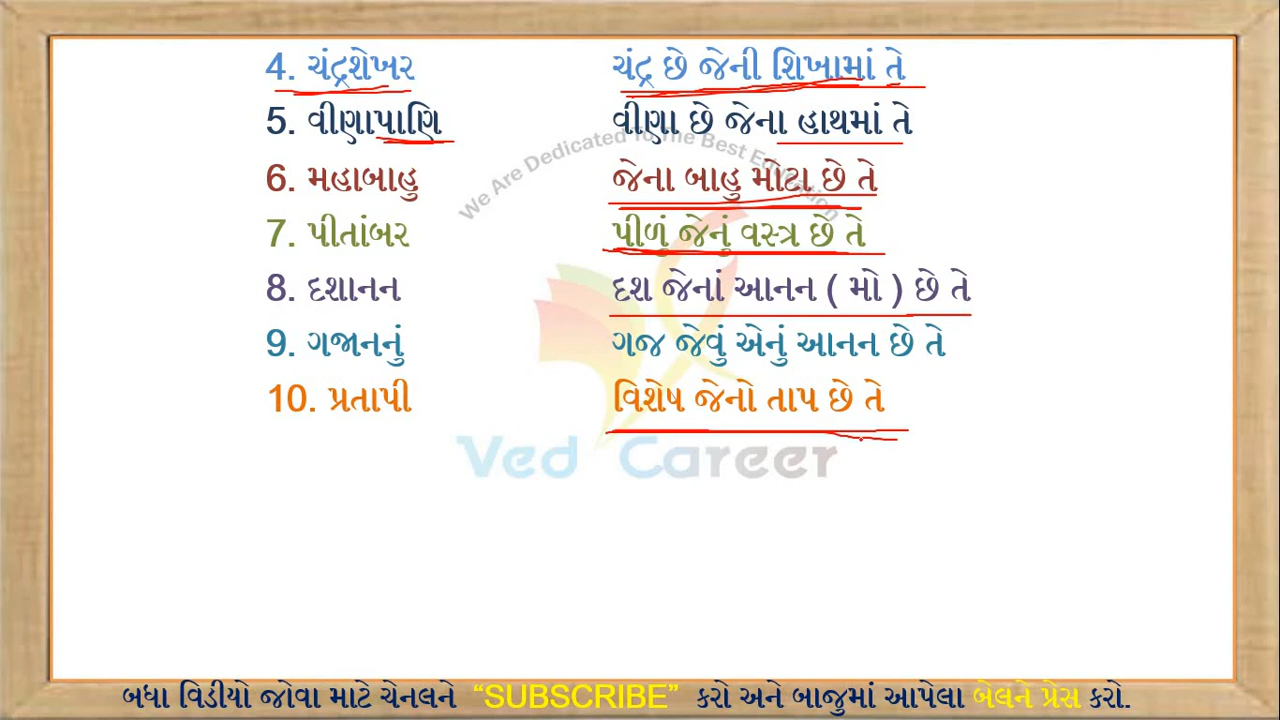 4. ચંદ્રશેખર ચંદ્ર છે જેની શિખામાં તે
5. વીણાપાણિ વીણા છે જેના હાથમાં તે
We Are Dedicated To The Best Education
6. મહાબાહુ જેના બાહુ મોટા છે તે
7. પીતાંબર પીળું જેનું વસ્ત્ર છે તે
8. દશાનન દશ જેનાં આનન ( મો ) છે તે
9. ગજાનનું ગજ જેવું એનું આનન છે તે
10. પ્રતાપી વિશેષ જેનો તાપ છે તે
Ved Career
બધા વિડીયો જોવા માટે ચેનલને “SUBSCRIBE” કરો અને બાજુમાં આપેલા બેલને પ્રેસ કરો.